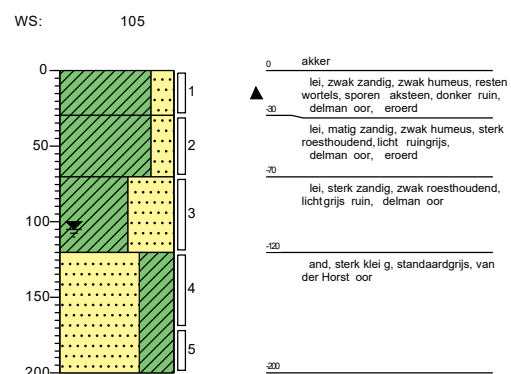 WS: 105
0
50
100
150
200
1
2
3
4
5
0 akker
lei, zwak zandig, zwak humeus, resten
wortels, sporen aksteen, donker ruin,
delman oor, eroerd
-30
lei, matig zandig, zwak humeus, sterk
roesthoudend, licht ruingrijs,
delman oor, eroerd
-70
lei, sterk zandig, zwak roesthoudend,
lichtgrijs ruin, delman oor
-120
and, sterk klei g, standaardgrijs, van
der Horst oor
-200